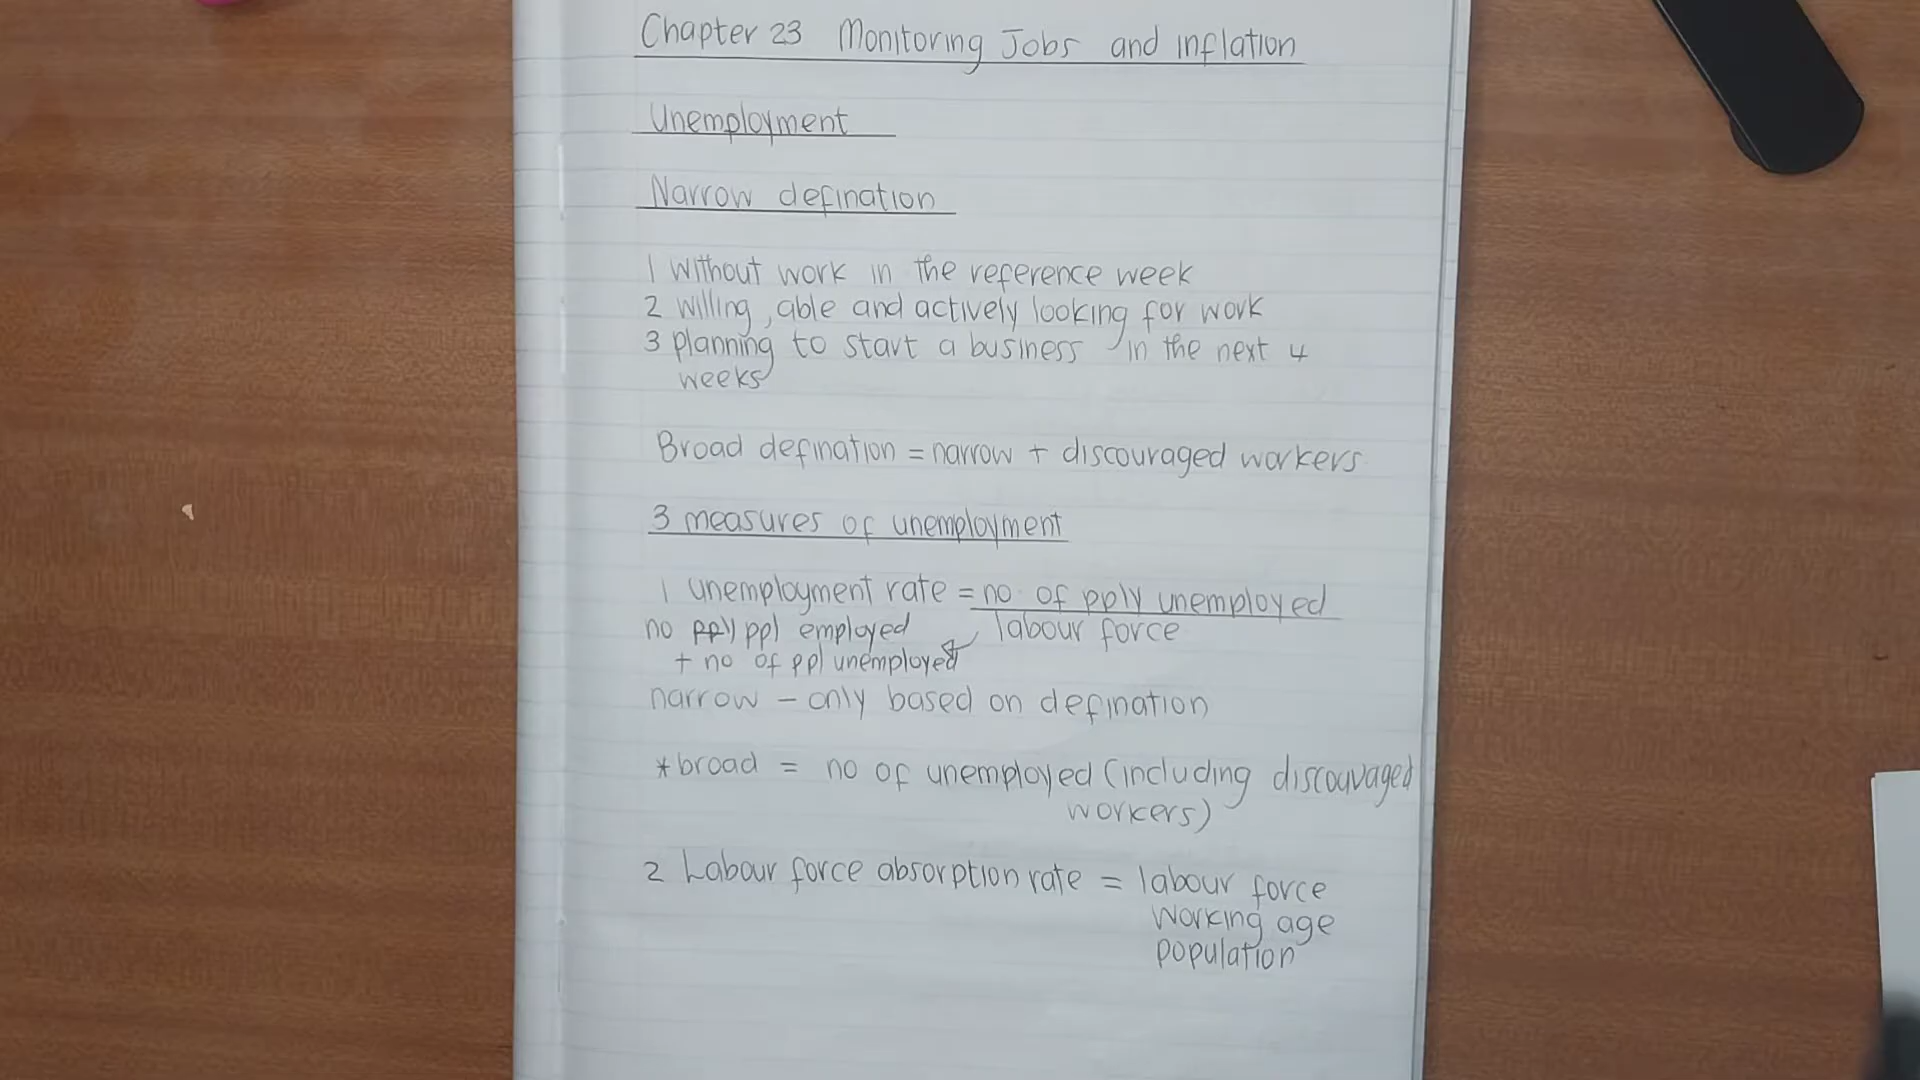 Chapter 23 Monitoring Jobs and inflation
Unemployment
Narrow defination
1 without work in the reference week
2 willing, able and actively looking for work
3 planning to start a business in the next 4
weeks
Broad defination = narrow + discouraged workers
3 measures of unemployment
1 unemployment rate = no of pply unemployed
labour force
no pply ppl employed
+ no of ppl unemployed
narrow - only based on defination
*broad = no of unemployed (including discouraged
workers)
2 Labour force absorption rate = labour force
working age
population